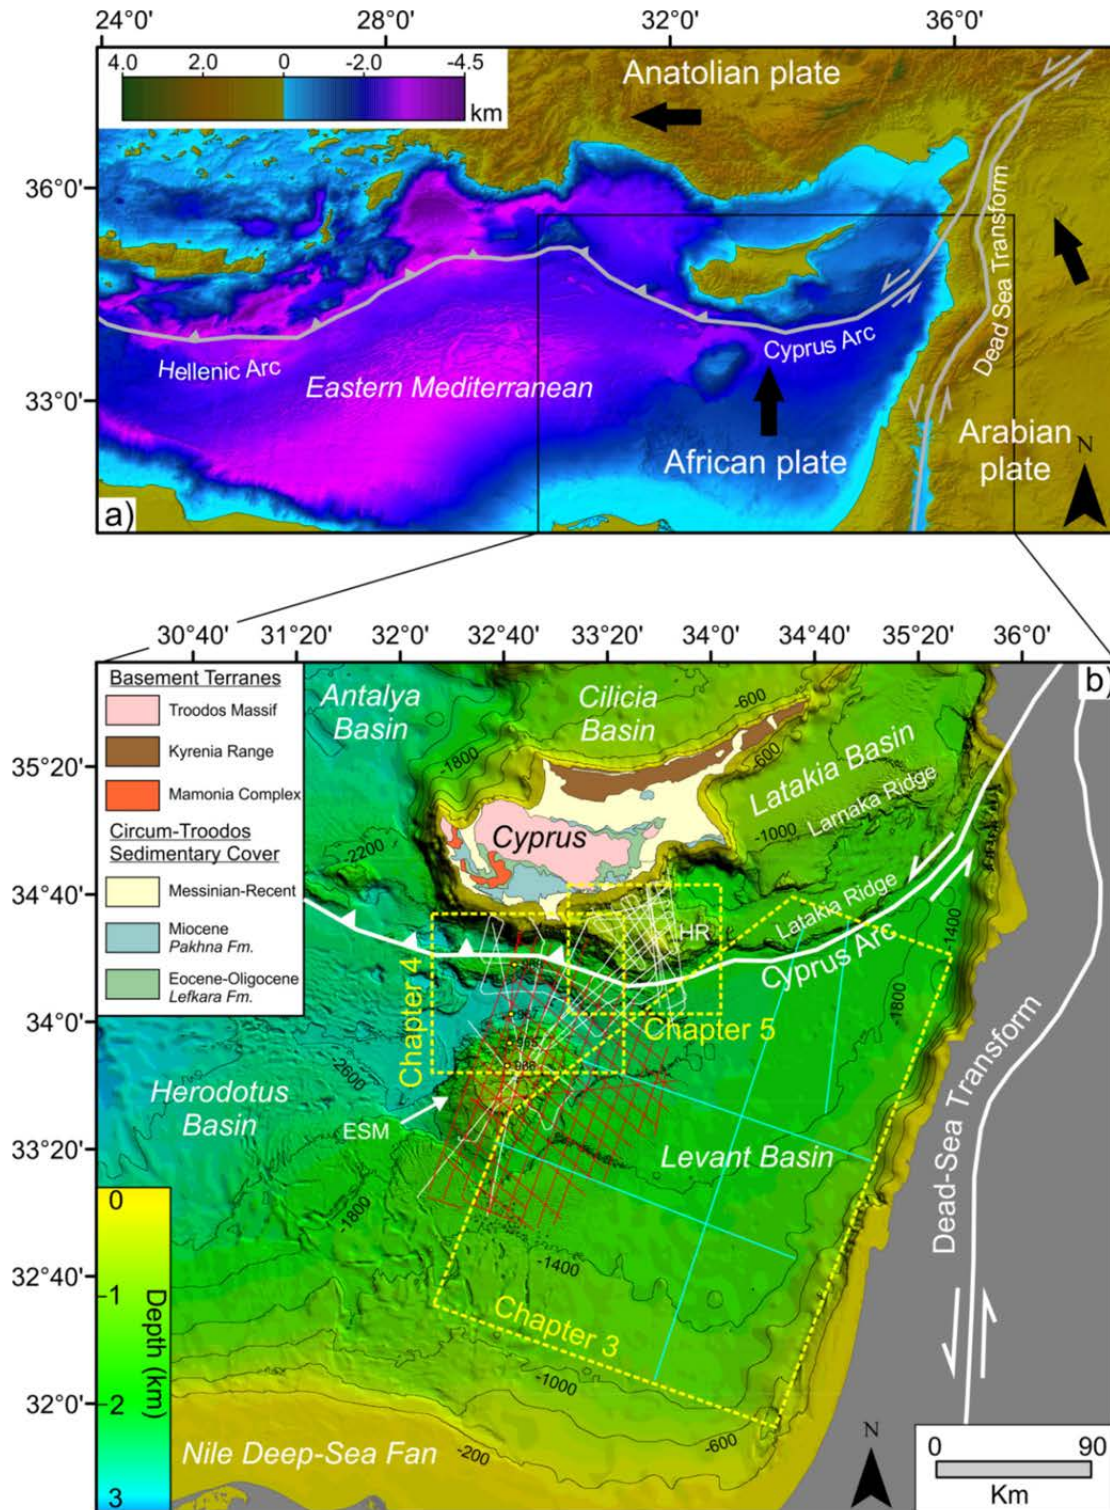 24°0'
28°0'
32°0'
36°0'
4.0
2.0
0
-2.0
-4.5
km
Anatolian plate
36°0'
33°0'
Dead Sea Transform
Hellenic Arc
Cyprus Arc
Eastern Mediterranean
African plate
Arabian
plate
N
a)
30°40'
31°20'
32°0'
32°40'
33°20'
34°0'
34°40'
35°20'
36°0'
b)
Basement Terranes
Troodos Massif
Kyrenia Range
Mamonia Complex
Circum-Troodos
Sedimentary Cover
Messinian-Recent
Miocene
Pakhna Fm.
Eocene-Oligocene
Lefkara Fm.
Antalya
Basin
Cilicia
Basin
-600
-1800
35°20'
-600
Latakia Basin
Larnaka Ridge
Cyprus
-1000
-2200
34°40'
Latakia Ridge
HR
Cyprus Arc
-1400
-1800
Chapter 4
Chapter 5
34°0'
-2600
Herodotus
Basin
ESM
33°20'
Levant Basin
Dead-Sea Transform
-1800
-1400
32°40'
Chapter 3
-1000
32°0'
-600
-200
Nile Deep-Sea Fan
0
-1
-2
3
Depth (km)
N
0
90
Km